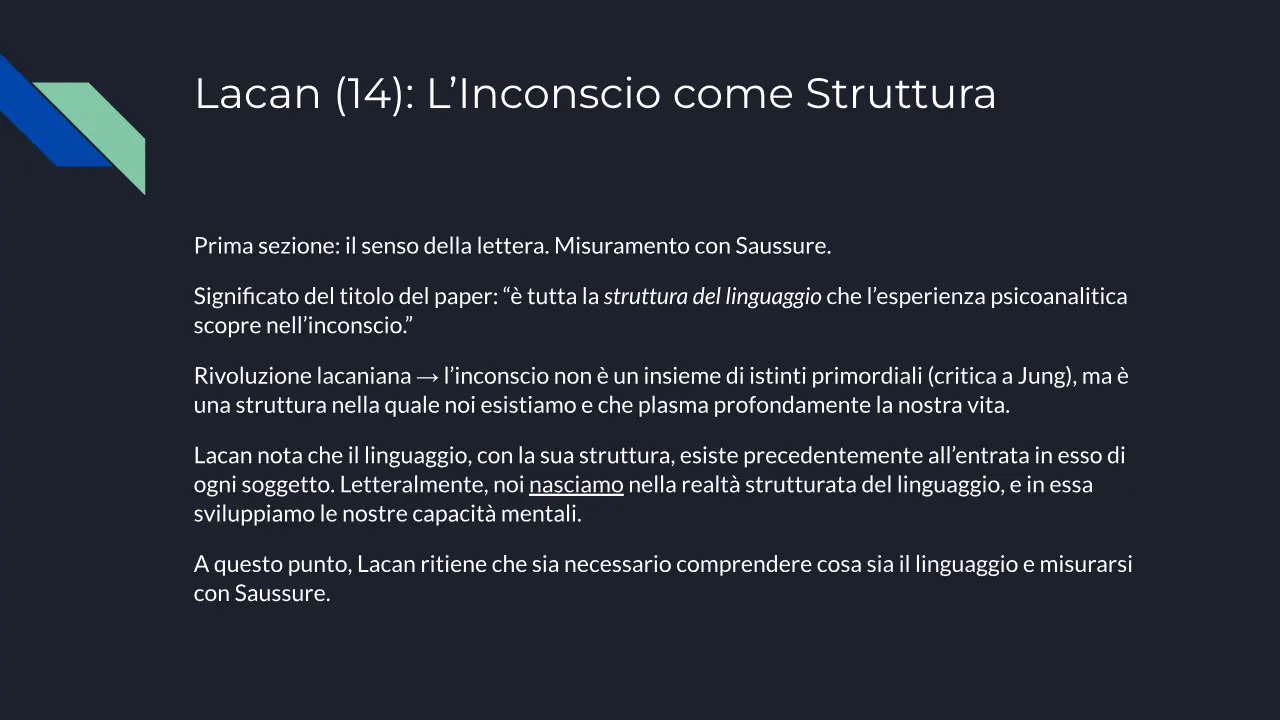 Lacan (14): L’Inconscio come Struttura
Prima sezione: il senso della lettera. Misuramento con Saussure.
Significato del titolo del paper: “è tutta la struttura del linguaggio che l’esperienza psicoanalitica
scopre nell’inconscio.”
Rivoluzione lacaniana → l’inconscio non è un insieme di istinti primordiali (critica a Jung), ma è
una struttura nella quale noi esistiamo e che plasma profondamente la nostra vita.
Lacan nota che il linguaggio, con la sua struttura, esiste precedentemente all’entrata in esso di
ogni soggetto. Letteralmente, noi nasciamo nella realtà strutturata del linguaggio, e in essa
sviluppiamo le nostre capacità mentali.
A questo punto, Lacan ritiene che sia necessario comprendere cosa sia il linguaggio e misurarsi
con Saussure.